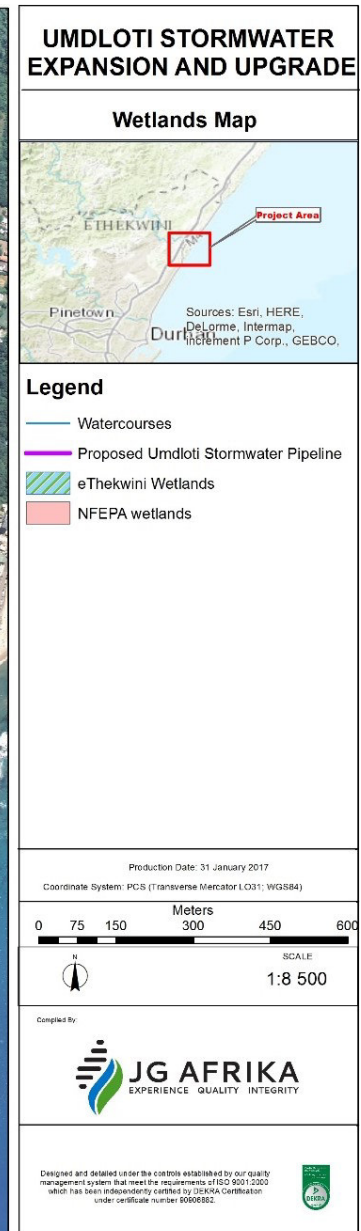 UMDLOTI STORMWATER
EXPANSION AND UPGRADE
Wetlands Map
Project Area
ETHEKWINI
M4
Pinetown
Durban
Sources: Esri, HERE,
DeLorme, Intermap,
increment P Corp., GEBCO,
Legend
Watercourses
Proposed Umdloti Stormwater Pipeline
eThekwini Wetlands
NFEPA wetlands
Production Date: 31 January 2017
Coordinate System: PCS (Transverse Mercator LO31; WGS84)
Meters
0 75 150 300 450 600
N
SCALE
1:8 500
Compiled By:
JG AFRIKA
EXPERIENCE QUALITY INTEGRITY
Designed and detailed under the controls established by our quality
management system that meet the requirements of ISO 9001:2000
which has been independently certified by DEKRA Certification
under certificate number 90906882.
DEKRA